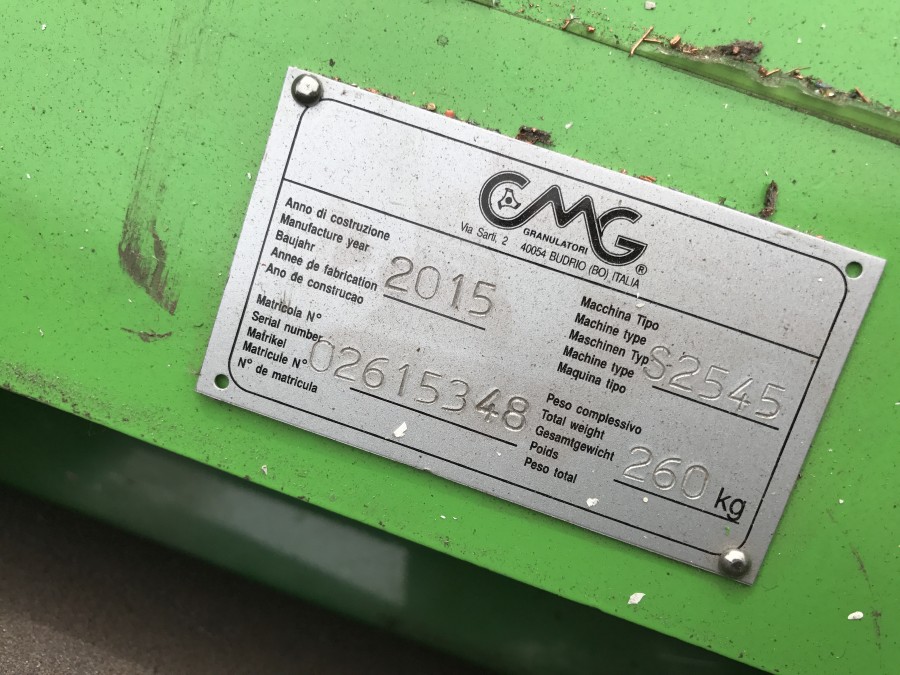 CMG®
GRANULATORI
Via Sarti, 2 40054 BUDRIO (BO) ITALIA
Anno di costruzione
Manufacture year
Baujahr
Annee de fabrication
Ano de construcao
2015
Matricola N°
Serial number
Matrikel
Matricule N°
N° de matricula
02615348
Macchina Tipo
Machine type
Maschinen Typ
Machine type
Maquina tipo
S2545
Peso complessivo
Total weight
Gesamtgewicht
Poids
Peso total
260 kg